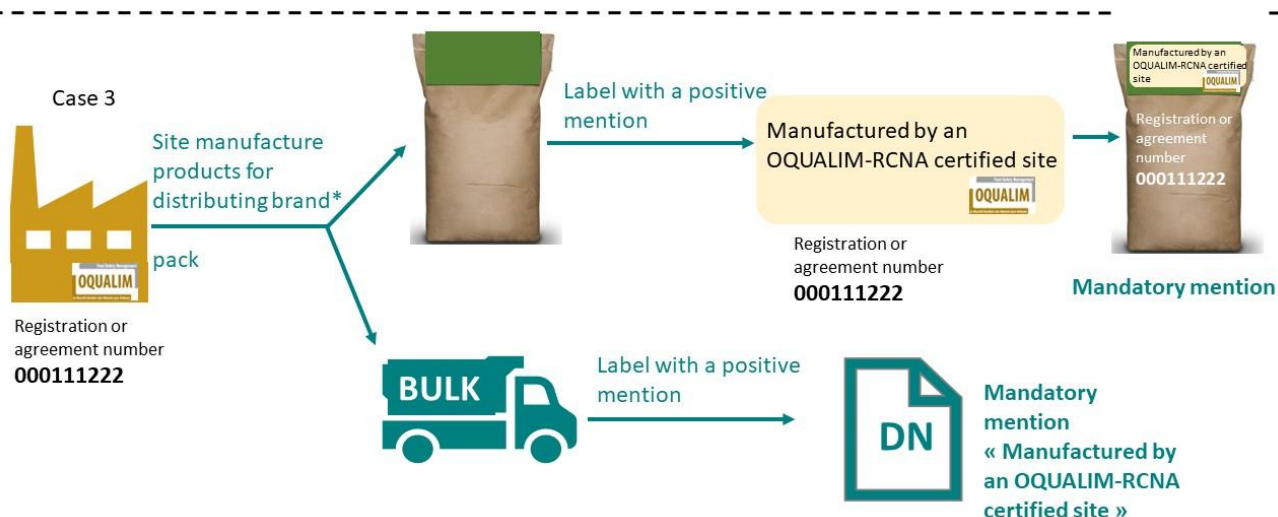 Case 3
OQUALIM
Registration or
agreement number
000111222
Site manufacture
products for
distributing brand*
pack
Label with a positive
mention
Manufactured by an
OQUALIM-RCNA certified site
OQUALIM
Registration or
agreement number
000111222
Manufactured by an
OQUALIM-RCNA certified
site
OQUALIM
Registration or
agreement
number
000111222
Mandatory mention
BULK
Label with a positive
mention
DN
Mandatory
mention
« Manufactured by
an OQUALIM-RCNA
certified site »